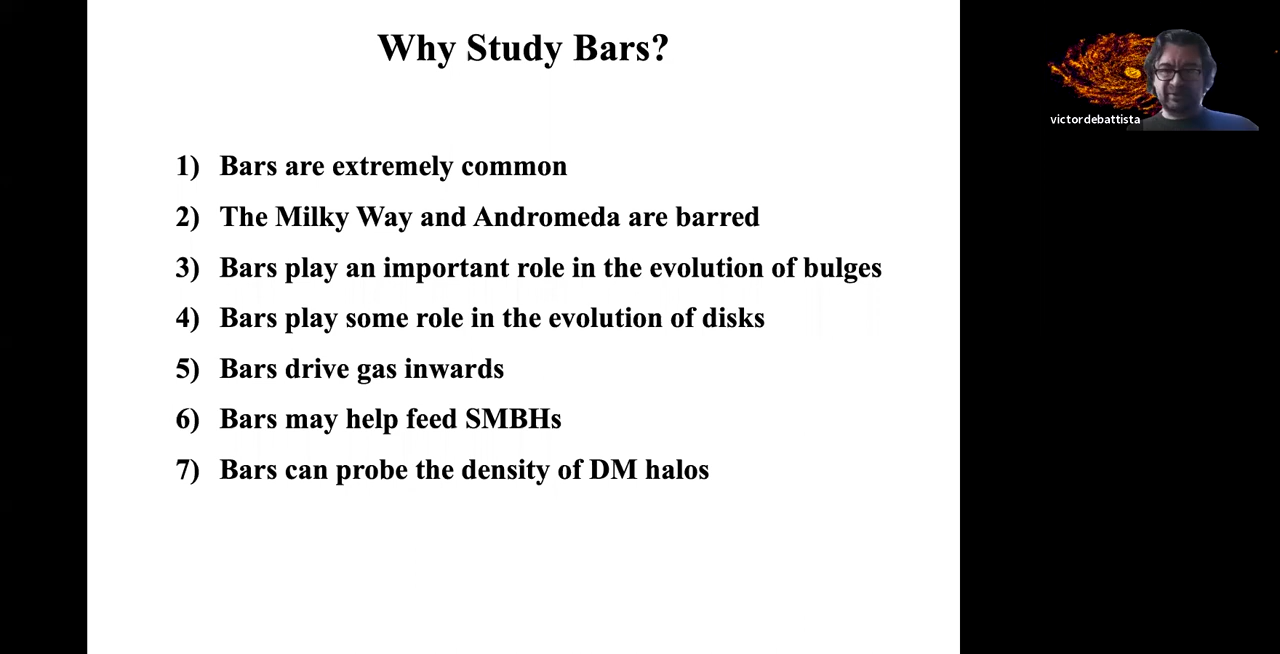 Why Study Bars?
1) Bars are extremely common
2) The Milky Way and Andromeda are barred
3) Bars play an important role in the evolution of bulges
4) Bars play some role in the evolution of disks
5) Bars drive gas inwards
6) Bars may help feed SMBHs
7) Bars can probe the density of DM halos
victordebattista